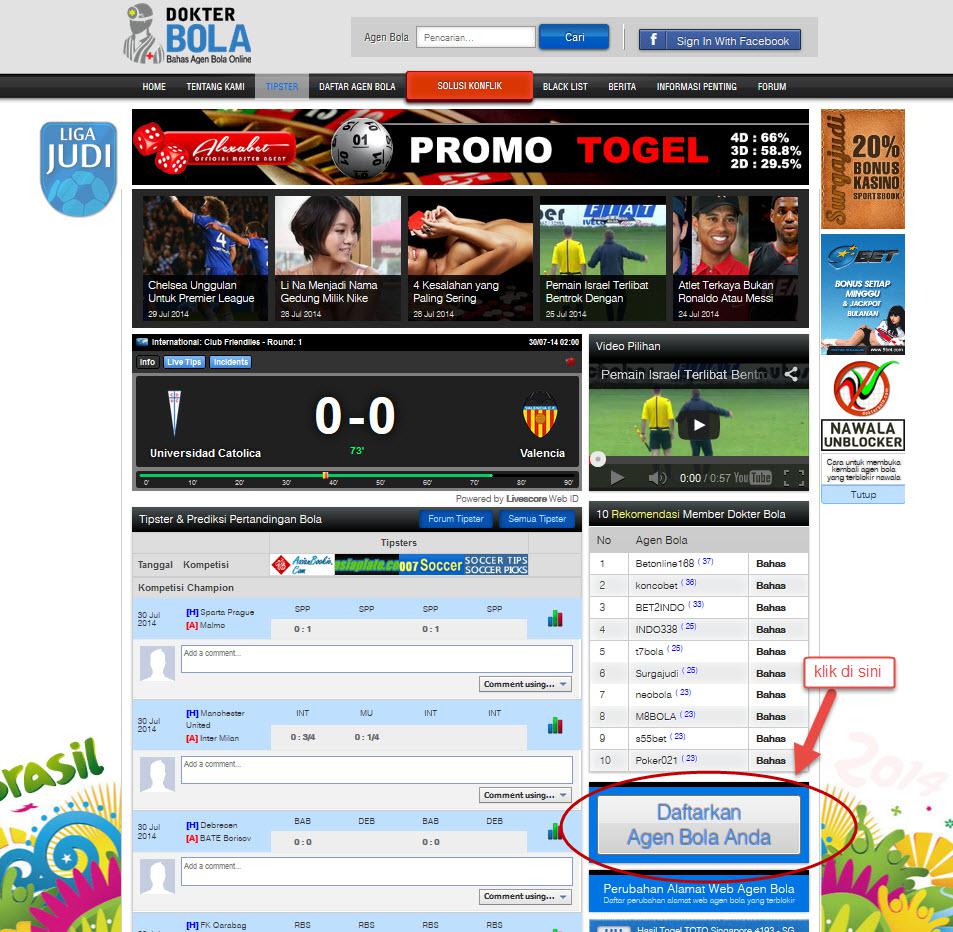 DOKTER
BOLA
Bahas Agen Bola Online
Agen Bola
Pencarian...
Cari
f Sign In With Facebook
HOME
TENTANG KAMI
TIPSTER
DAFTAR AGEN BOLA
SOLUSI KONFLIK
BLACK LIST
BERITA
INFORMASI PENTING
FORUM
LIGA
JUDI
Alexabet
OFFICIAL MASTER AGENT
01
PROMO TOGEL
4D : 66%
3D : 58.8%
2D : 29.5%
Surgajudi
20%
BONUS
KASINO
SPORTSBOOK
Chelsea Unggulan
Untuk Premier League
29 Jul 2014
Li Na Menjadi Nama
Gedung Milik Nike
28 Jul 2014
4 Kesalahan yang
Paling Sering
26 Jul 2014
Pemain Israel Terlibat
Bentrok Dengan
25 Jul 2014
Atlet Terkaya Bukan
Ronaldo Atau Messi
24 Jul 2014
BET
BONUS SETIAP
MINGGU
& JACKPOT
BULANAN
International: Club Friendlies - Round: 1
30/07-14 02:00
Info
Live Tips
Incidents
0 - 0
Universidad Catolica
73'
Valencia
0' 10' 20' 30' 40' 50' 60' 70' 80' 90'
Powered by Livescore Web ID
Video Pilihan
Pemain Israel Terlibat Bentro
0:00 / 0:57 YouTube
NAWALA
UNBLOCKER
Cara untuk membuka
kembali agen bola
yang terblokir nawala
Tutup
Tipster & Prediksi Pertandingan Bola
Forum Tipster
Semua Tipster
Tipsters
Tanggal Kompetisi
AsianBookie.Com
asiaplate.com
007 Soccer
SOCCER TIPS
SOCCER PICKS
Kompetisi Champion
30 Jul
2014
[H] Sparta Prague
[A] Malmo
SPP SPP SPP SPP
0 : 1 0 : 1
Add a comment...
Comment using...
30 Jul
2014
[H] Manchester
United
[A] Inter Milan
INT MU INT INT
0 : 3/4 0 : 1/4
Add a comment...
Comment using...
30 Jul
2014
[H] Debrecen
[A] BATE Borisov
BAB DEB BAB DEB
0 : 0 0 : 0
Add a comment...
Comment using...
30 Jul
[H] FK Qarabag
RBS RBS RBS RBS
10 Rekomendasi Member Dokter Bola
No Agen Bola
1 Betonline168 ( 37) Bahas
2 koncobet ( 36) Bahas
3 BET2INDO ( 33) Bahas
4 INDO338 ( 25) Bahas
5 t7bola ( 25) Bahas
6 Surgajudi ( 25) Bahas
7 neobola ( 23) Bahas
8 M8BOLA ( 23) Bahas
9 s55bet ( 23) Bahas
10 Poker021 ( 23) Bahas
klik di sini
Daftarkan
Agen Bola Anda
Perubahan Alamat Web Agen Bola
Daftar perubahan alamat web agen bola yang terblokir
Hasil Togel TOTO Singapore 4193 - SG
brasil
2014